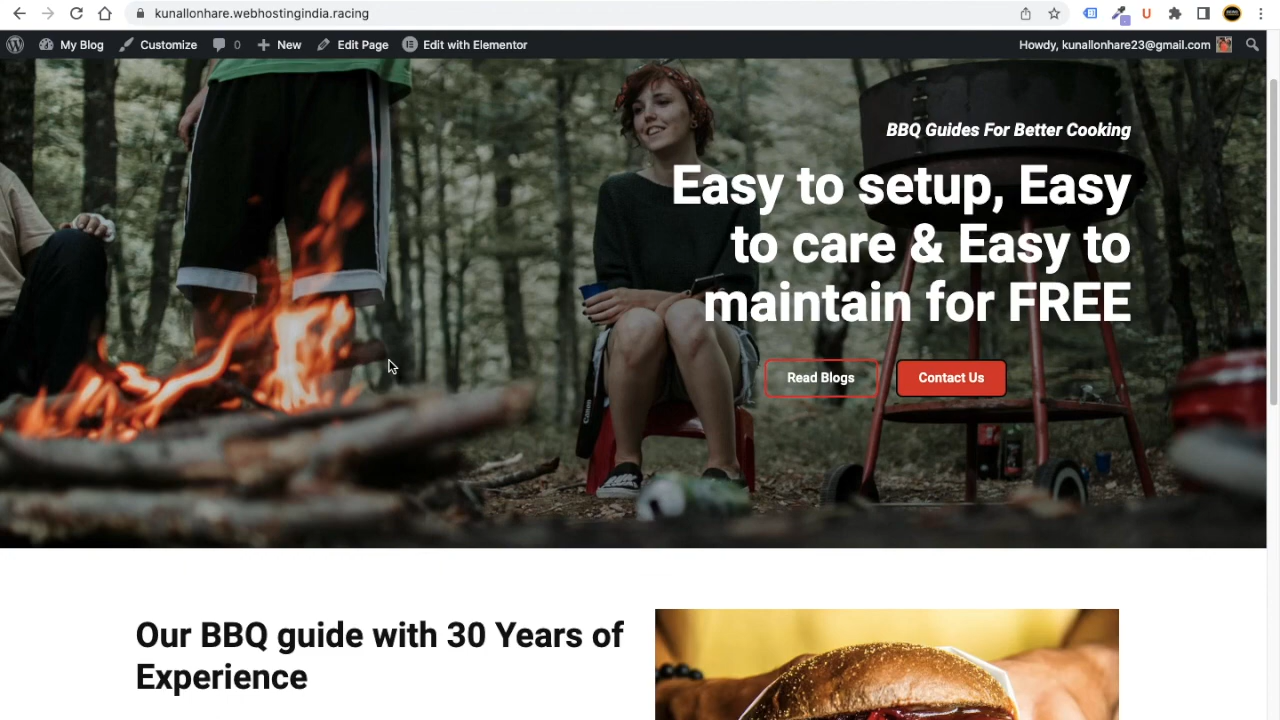 kunallonhare.webhostingindia.racing
My Blog
Customize
0
New
Edit Page
Edit with Elementor
Howdy, kunallonhare23@gmail.com
BBQ Guides For Better Cooking
Easy to setup, Easy
to care & Easy to
maintain for FREE
Read Blogs
Contact Us
Our BBQ guide with 30 Years of
Experience